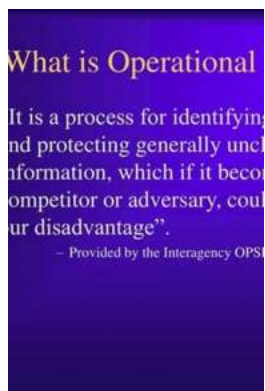 What is Operational
It is a process for identifying
nd protecting generally uncl
nformation, which if it becom
ompetitor or adversary, coul
ur disadvantage”.
– Provided by the Interagency OPSE